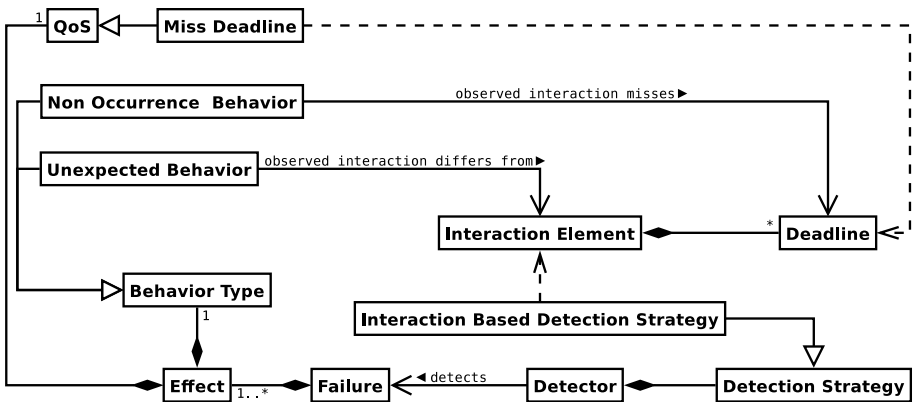 1 QoS Miss Deadline
Non Occurrence  Behavior observed interaction misses►
Unexpected Behavior observed interaction differs from►
Interaction Element * Deadline
Behavior Type
1
Interaction Based Detection Strategy
Effect 1..* Failure ◄detects Detector Detection Strategy